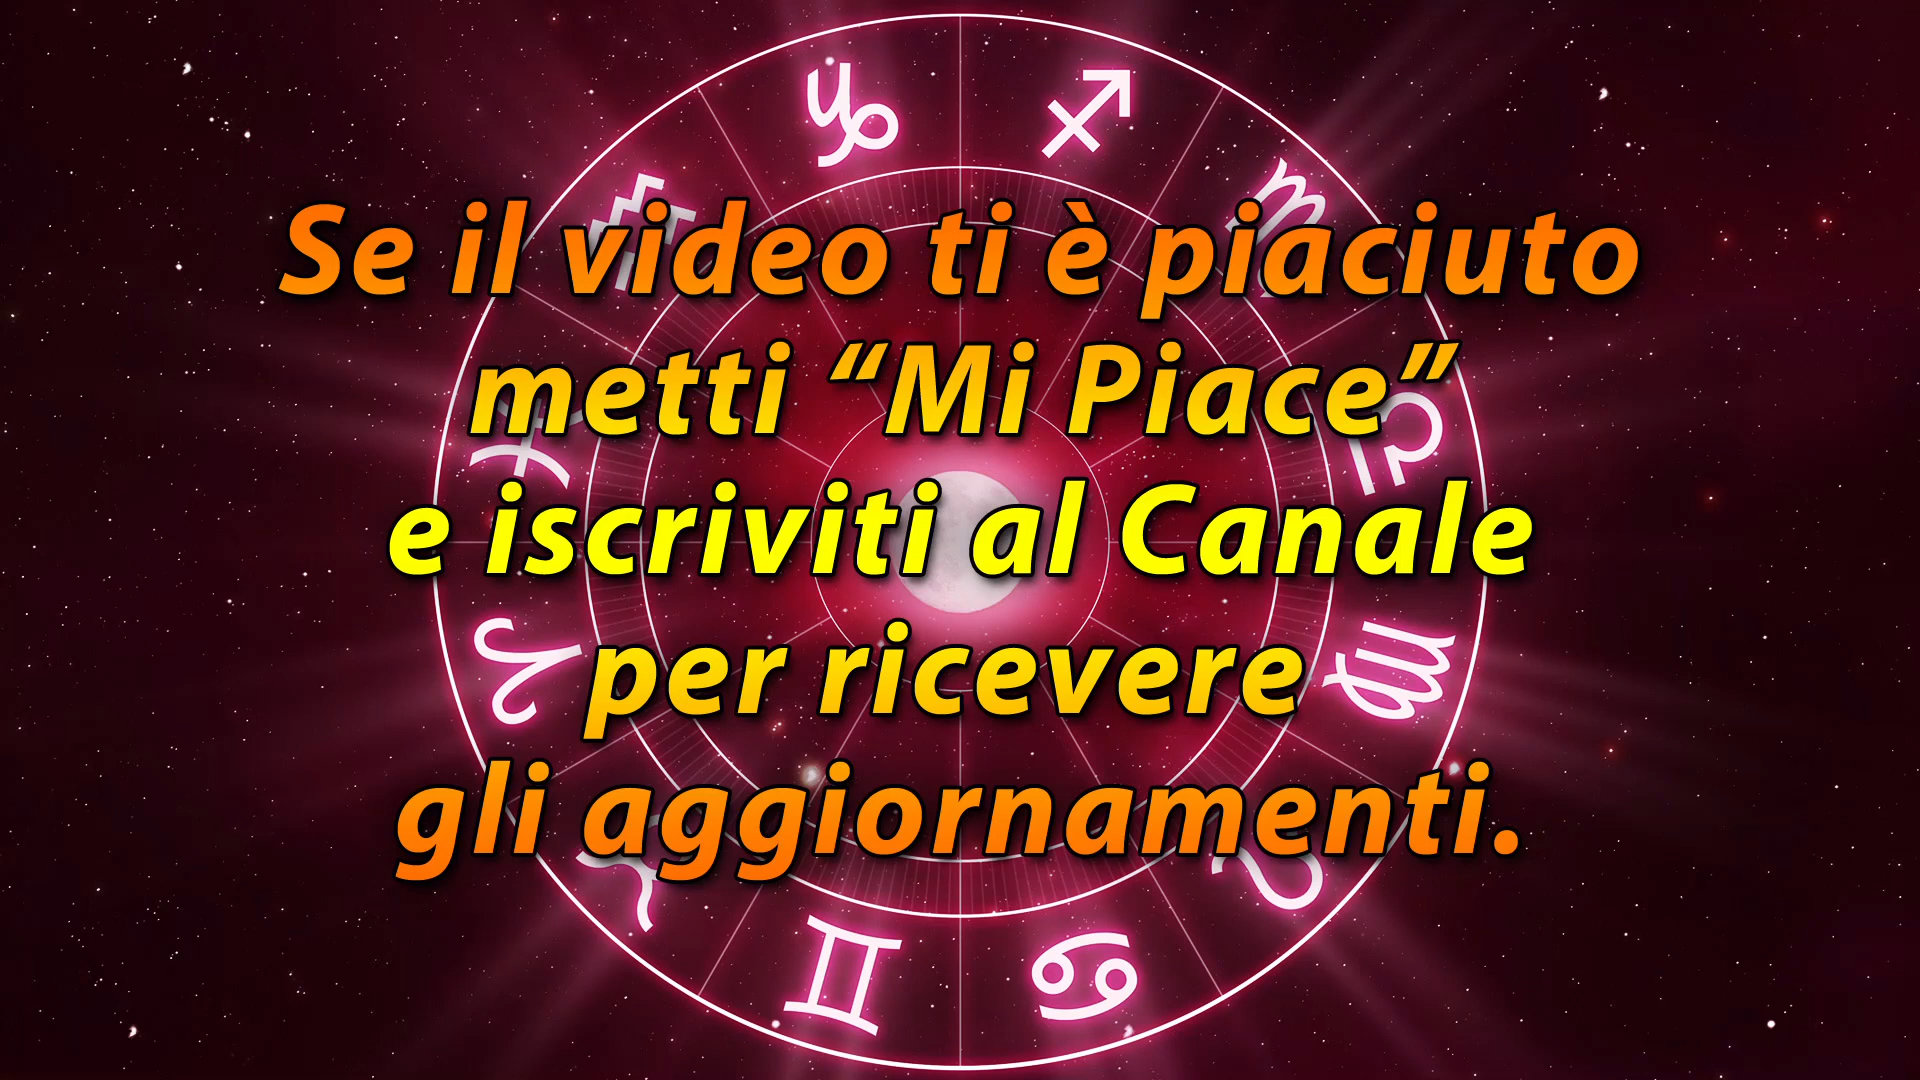 Se il video ti è piaciuto
metti “Mi Piace”
e iscriviti al Canale
per ricevere
gli aggiornamenti.